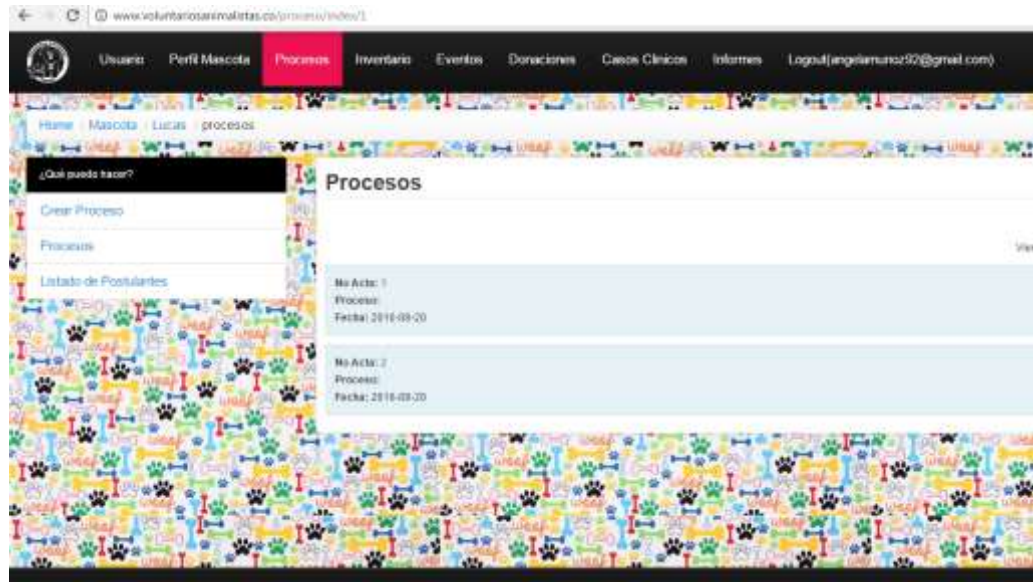 www.voluntariosanimalistas.co/proceso/index/1
Usuario Perfil Mascota Procesos Inventario Eventos Donaciones Casos Clinicos Informes Logout(angelamunoz92@gmail.com)
Home Mascota Lucas procesos
¿Qué puedo hacer?
Crear Proceso
Procesos
Listado de Postulantes
Procesos
No Acta: 1
Proceso:
Fecha: 2016-09-20
No Acta: 2
Proceso:
Fecha: 2016-09-20
woof